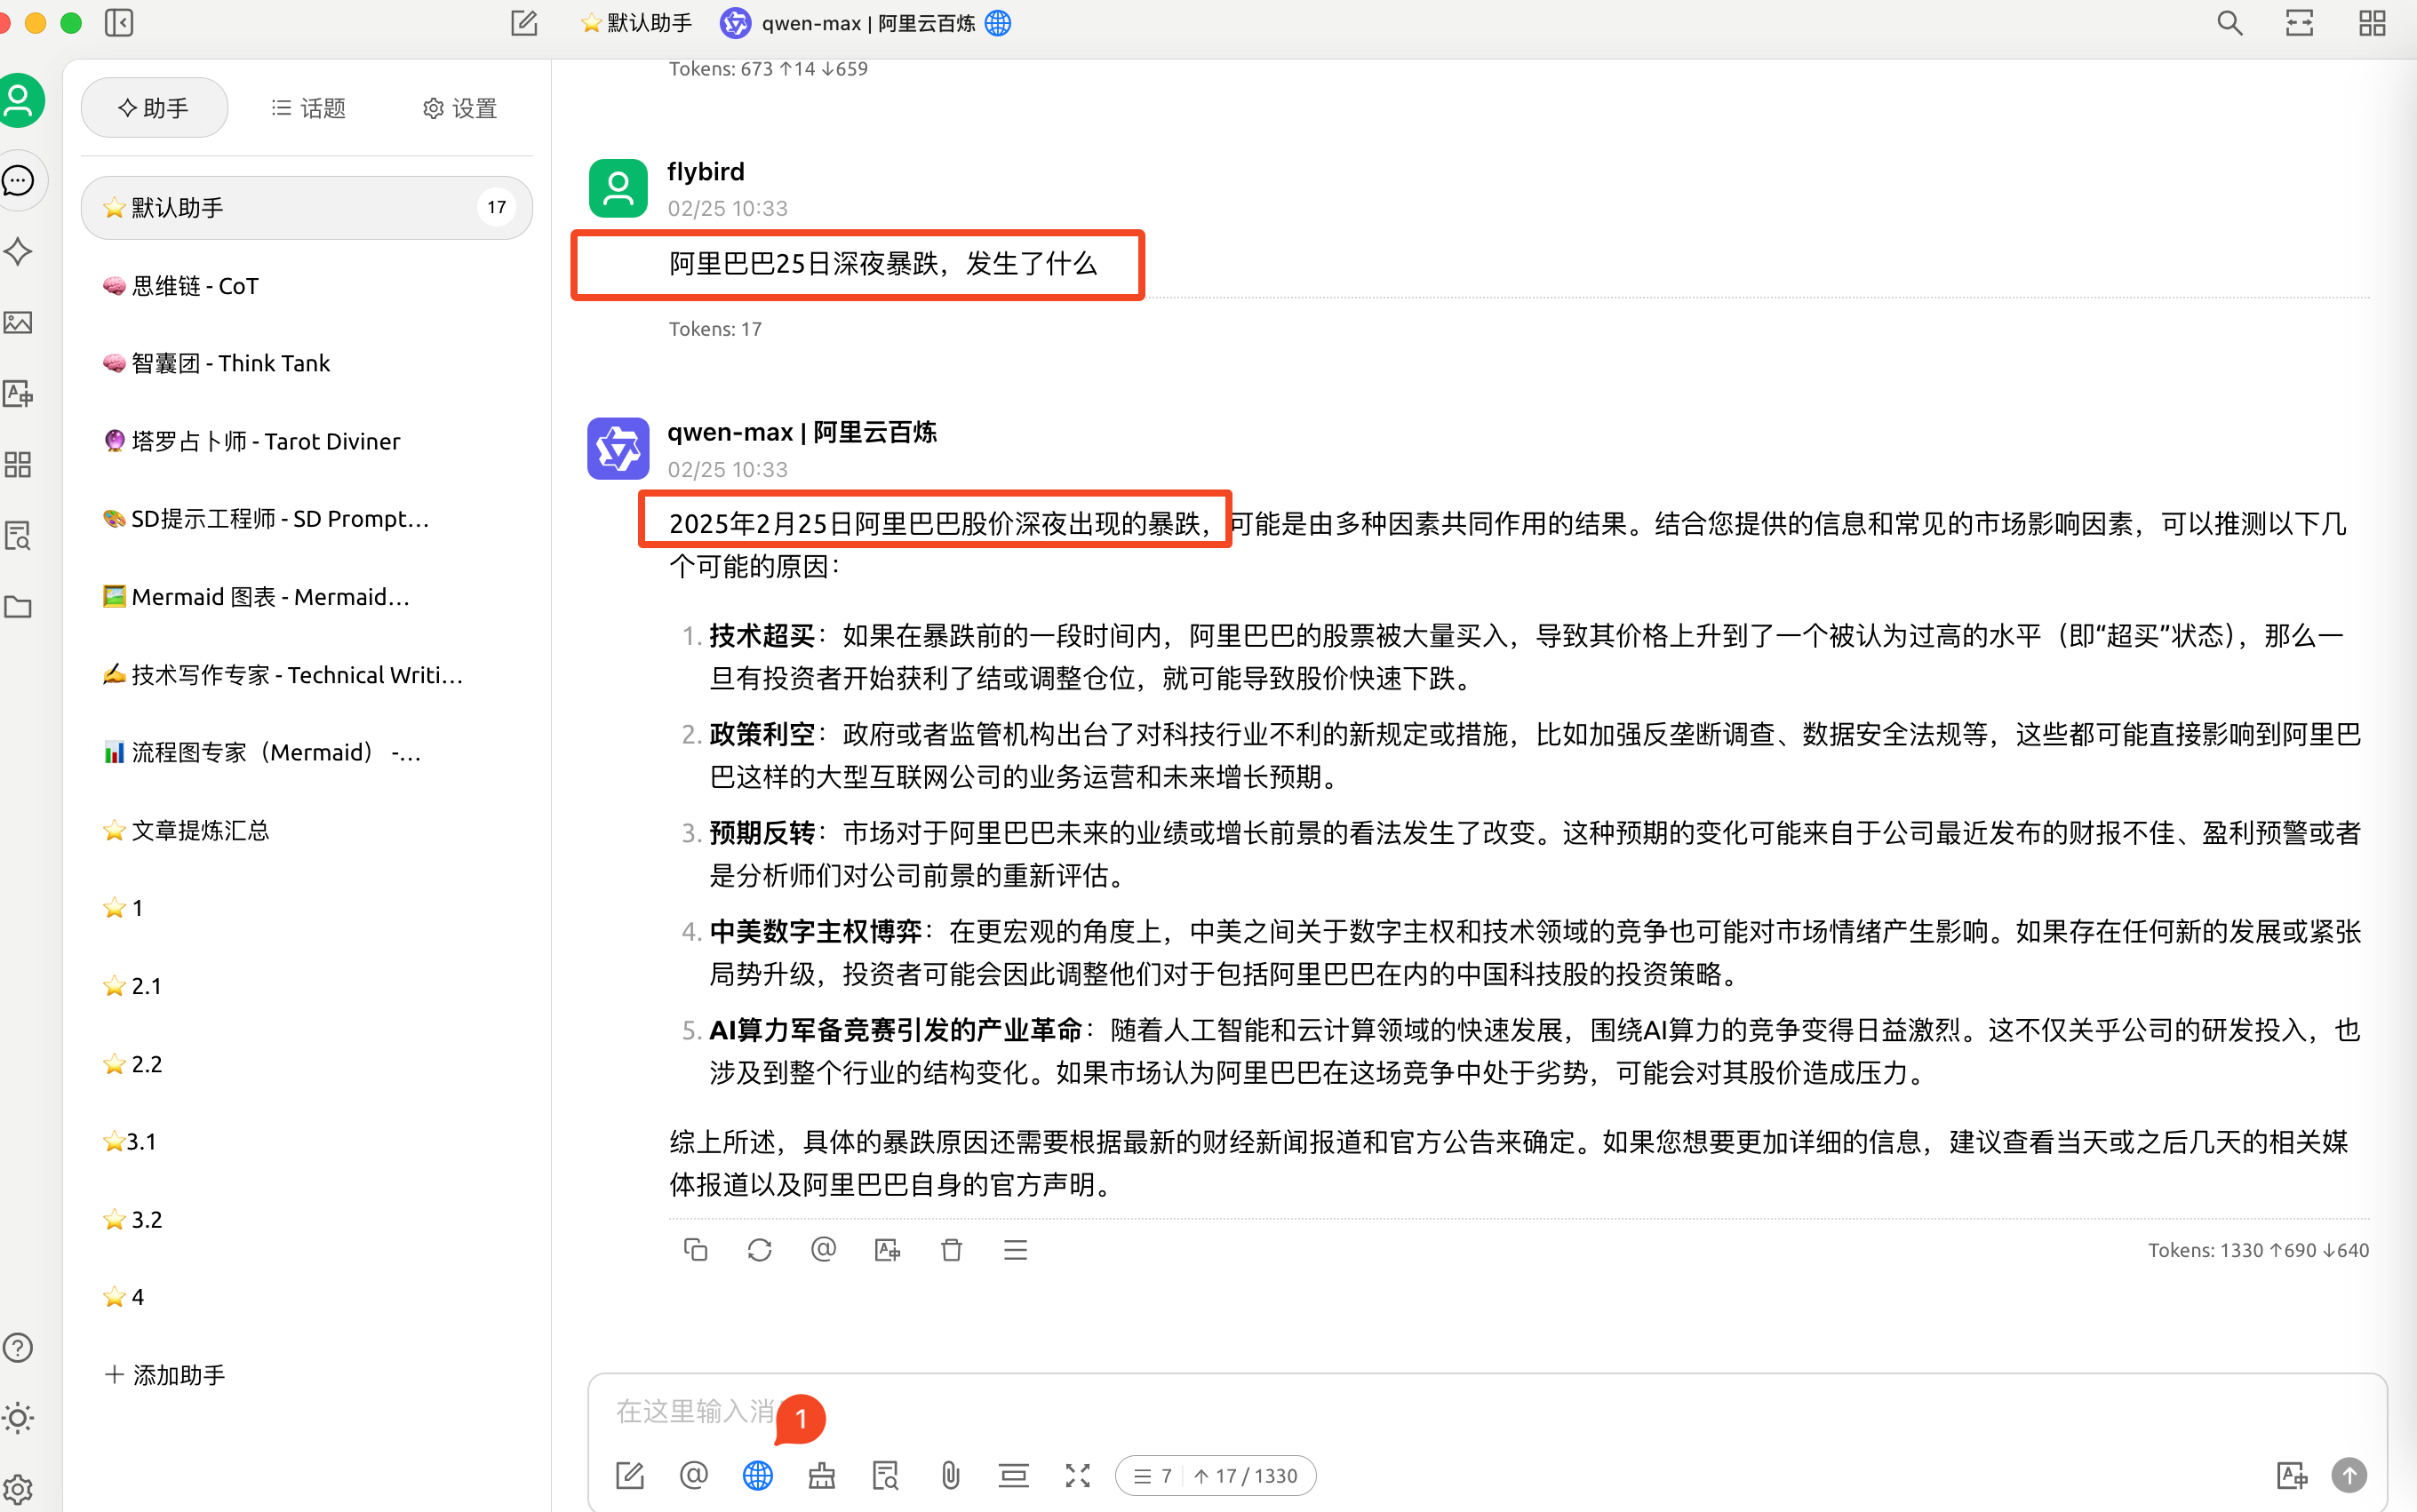 默认助手
qwen-max | 阿里云百炼
助手
话题
设置
默认助手
17
思维链 - CoT
智囊团 - Think Tank
塔罗占卜师 - Tarot Diviner
SD提示工程师 - SD Prompt...
Mermaid 图表 - Mermaid...
技术写作专家 - Technical Writi...
流程图专家（Mermaid） -...
文章提炼汇总
1
2.1
2.2
3.1
3.2
4
添加助手
Tokens: 673 ↑14 ↓659
flybird
02/25 10:33
阿里巴巴25日深夜暴跌，发生了什么
Tokens: 17
qwen-max | 阿里云百炼
02/25 10:33
2025年2月25日阿里巴巴股价深夜出现的暴跌，可能是由多种因素共同作用的结果。结合您提供的信息和常见的市场影响因素，可以推测以下几
个可能的原因：
1. 技术超买：如果在暴跌前的一段时间内，阿里巴巴的股票被大量买入，导致其价格上升到了一个被认为过高的水平（即“超买”状态），那么一
旦有投资者开始获利了结或调整仓位，就可能导致股价快速下跌。
2. 政策利空：政府或者监管机构出台了对科技行业不利的新规定或措施，比如加强反垄断调查、数据安全法规等，这些都可能直接影响到阿里巴
巴这样的大型互联网公司的业务运营和未来增长预期。
3. 预期反转：市场对于阿里巴巴未来的业绩或增长前景的看法发生了改变。这种预期的变化可能来自于公司最近发布的财报不佳、盈利预警或者
是分析师们对公司前景的重新评估。
4. 中美数字主权博弈：在更宏观的角度上，中美之间关于数字主权和技术领域的竞争也可能对市场情绪产生影响。如果存在任何新的发展或紧张
局势升级，投资者可能会因此调整他们对于包括阿里巴巴在内的中国科技股的投资策略。
5. AI算力军备竞赛引发的产业革命：随着人工智能和云计算领域的快速发展，围绕AI算力的竞争变得日益激烈。这不仅关乎公司的研发投入，也
涉及到整个行业的结构变化。如果市场认为阿里巴巴在这场竞争中处于劣势，可能会对其股价造成压力。
综上所述，具体的暴跌原因还需要根据最新的财经新闻报道和官方公告来确定。如果您想要更加详细的信息，建议查看当天或之后几天的相关媒
体报道以及阿里巴巴自身的官方声明。
Tokens: 1330 ↑690 ↓640
在这里输入消
1
7 ↑ 17 / 1330